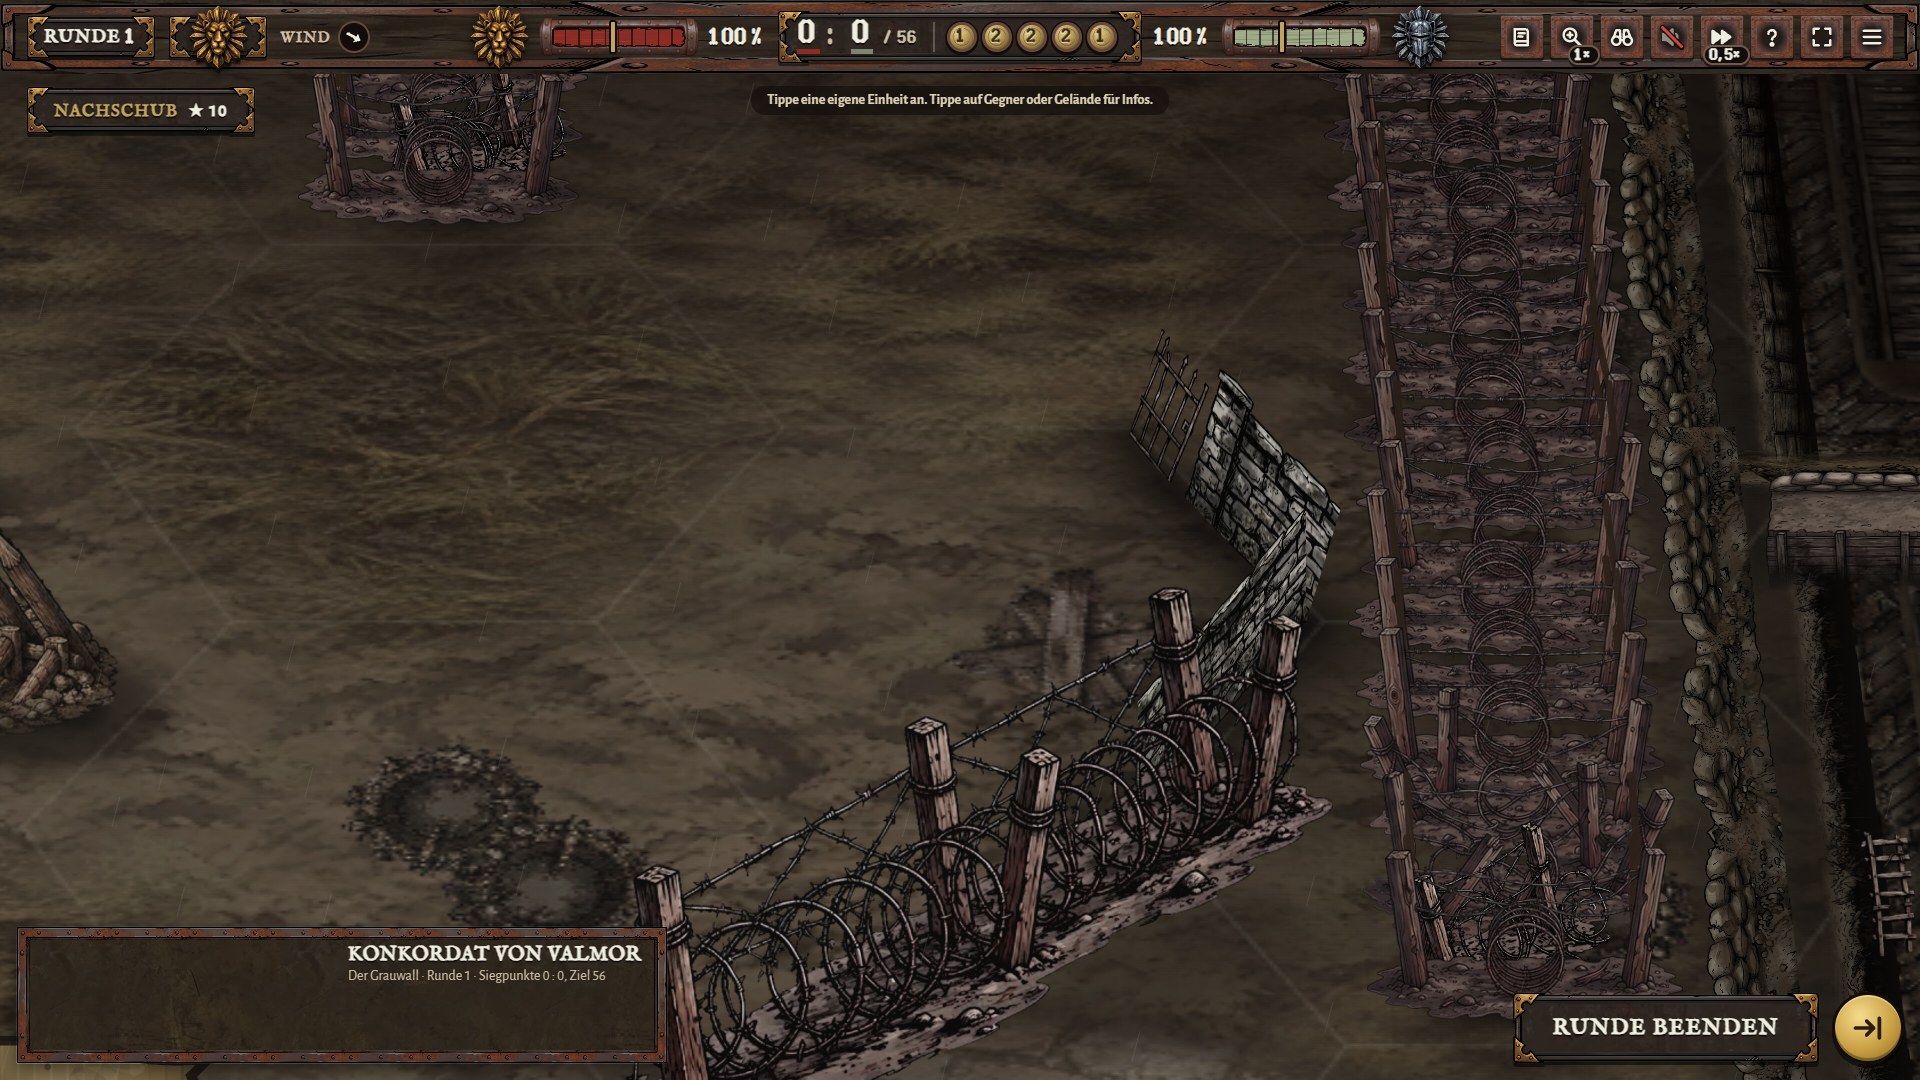 RUNDE 1
WIND
100 %
0 : 0 / 56
1 2 2 2 1
100 %
1×
0,5×
?
NACHSCHUB ★ 10
Tippe eine eigene Einheit an. Tippe auf Gegner oder Gelände für Infos.
KONKORDAT VON VALMOR
Der Grauwall · Runde 1 · Siegpunkte 0 : 0, Ziel 56
RUNDE BEENDEN